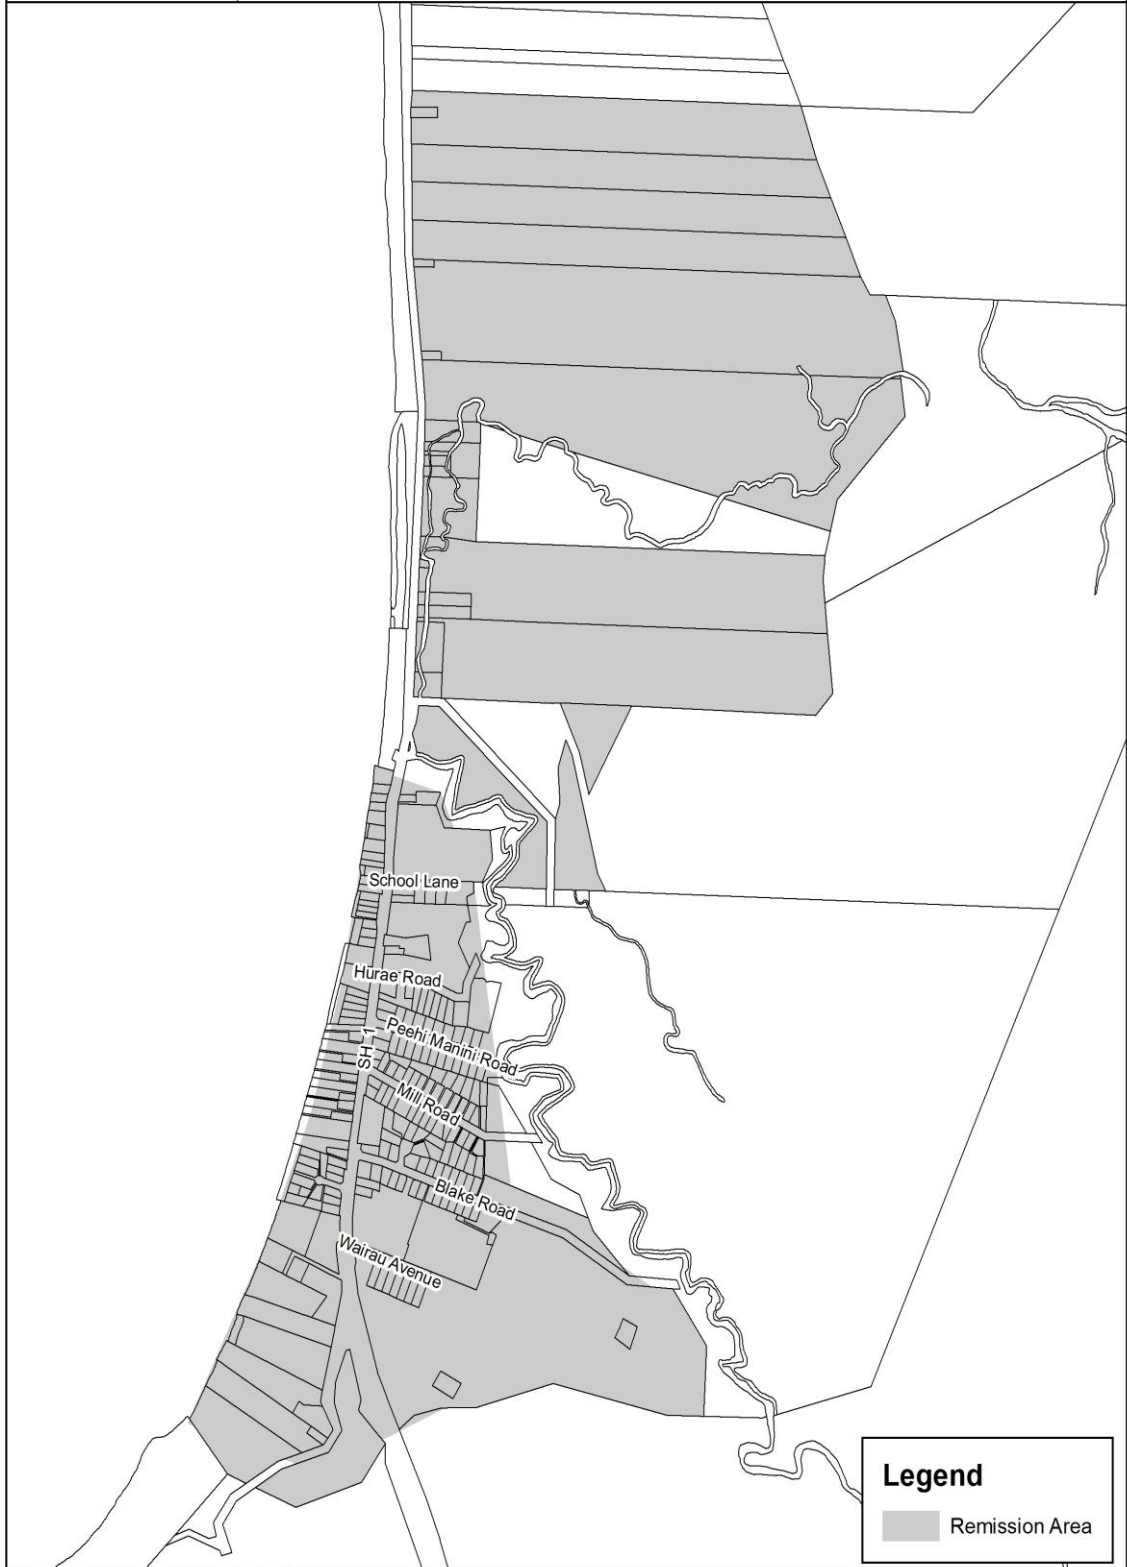 School Lane
Hurae Road
Peehi Manini Road
SH 1
Mill Road
Blake Road
Wairau Avenue
Legend
Remission Area